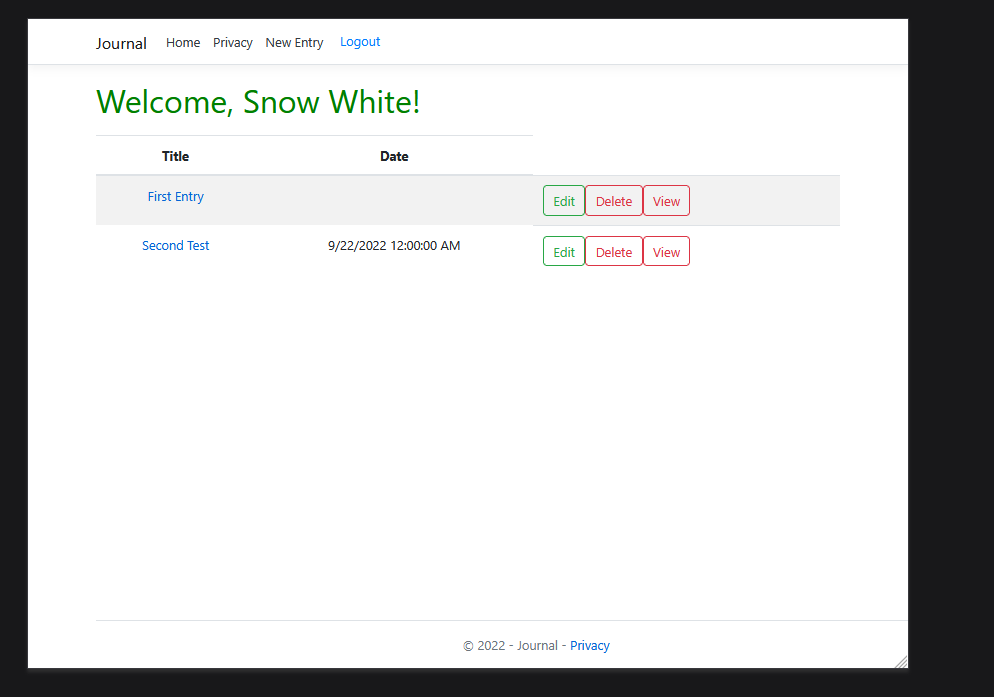 Journal Home Privacy New Entry Logout
Welcome, Snow White!
Title Date
First Entry Edit Delete View
Second Test 9/22/2022 12:00:00 AM Edit Delete View
© 2022 - Journal - Privacy